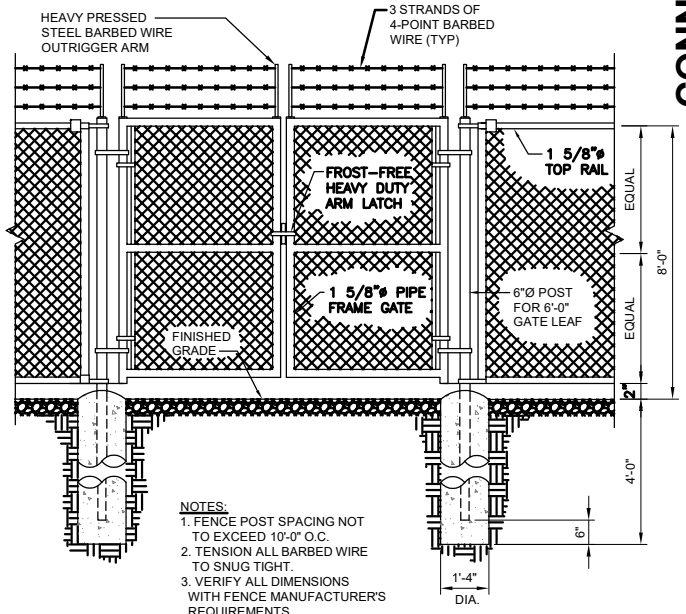 HEAVY PRESSED
STEEL BARBED WIRE
OUTRIGGER ARM
3 STRANDS OF
4-POINT BARBED
WIRE (TYP)
CONN
FROST-FREE
HEAVY DUTY
ARM LATCH
1 5/8"ø
TOP RAIL
EQUAL
8'-0"
1 5/8"ø PIPE
FRAME GATE
6"Ø POST
FOR 6'-0"
GATE LEAF
EQUAL
FINISHED
GRADE
2"
4'-0"
6"
1'-4"
DIA.
NOTES:
1. FENCE POST SPACING NOT
TO EXCEED 10'-0" O.C.
2. TENSION ALL BARBED WIRE
TO SNUG TIGHT.
3. VERIFY ALL DIMENSIONS
WITH FENCE MANUFACTURER'S
REQUIREMENTS